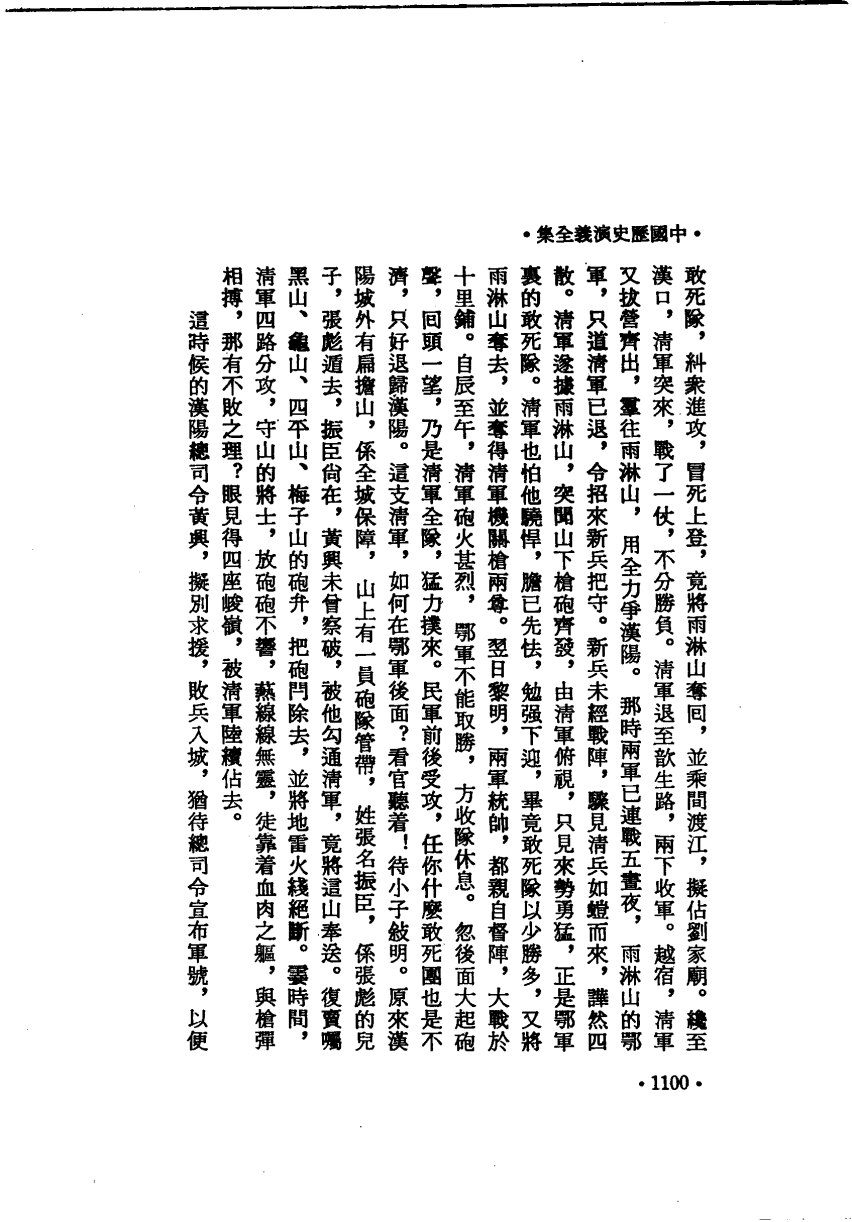 •中國歷史演義全集•
敢死隊，糾衆進攻，冒死上登，竟將雨淋山奪回，並乘間渡江，擬佔劉家廟。纔至
漢口，清軍突來，戰了一仗，不分勝負。清軍退至歆生路，兩下收軍。越宿，清軍
又拔營齊出，羣往雨淋山，用全力爭漢陽。那時兩軍已連戰五晝夜，雨淋山的鄂
軍，只道清軍已退，令招來新兵把守。新兵未經戰陣，驟見清兵如螘而來，譁然四
散。清軍遂據雨淋山，突聞山下槍砲齊發，由清軍俯視，只見來勢勇猛，正是鄂軍
裏的敢死隊。清軍也怕他驍悍，膽已先怯，勉强下迎，畢竟敢死隊以少勝多，又將
雨淋山奪去，並奪得清軍機關槍兩尊。翌日黎明，兩軍統帥，都親自督陣，大戰於
十里鋪。自辰至午，清軍砲火甚烈，鄂軍不能取勝，方收隊休息。忽後面大起砲
聲，回頭一望，乃是清軍全隊，猛力撲來。民軍前後受攻，任你什麼敢死團也是不
濟，只好退歸漢陽。這支清軍，如何在鄂軍後面？看官聽着！待小子敍明。原來漢
陽城外有扁擔山，係全城保障，山上有一員砲隊管帶，姓張名振臣，係張彪的兒
子，張彪遁去，振臣尙在，黃興未曾察破，被他勾通清軍，竟將這山奉送。復賣囑
黑山、龜山、四平山、梅子山的砲弁，把砲閂除去，並將地雷火綫絕斷。霎時間，
清軍四路分攻，守山的將士，放砲砲不響，爇線線無靈，徒靠着血肉之軀，與槍彈
相搏，那有不敗之理？眼見得四座峻嶺，被清軍陸續佔去。
這時候的漢陽總司令黃興，擬別求援，敗兵入城，猶待總司令宣布軍號，以便
•1100•